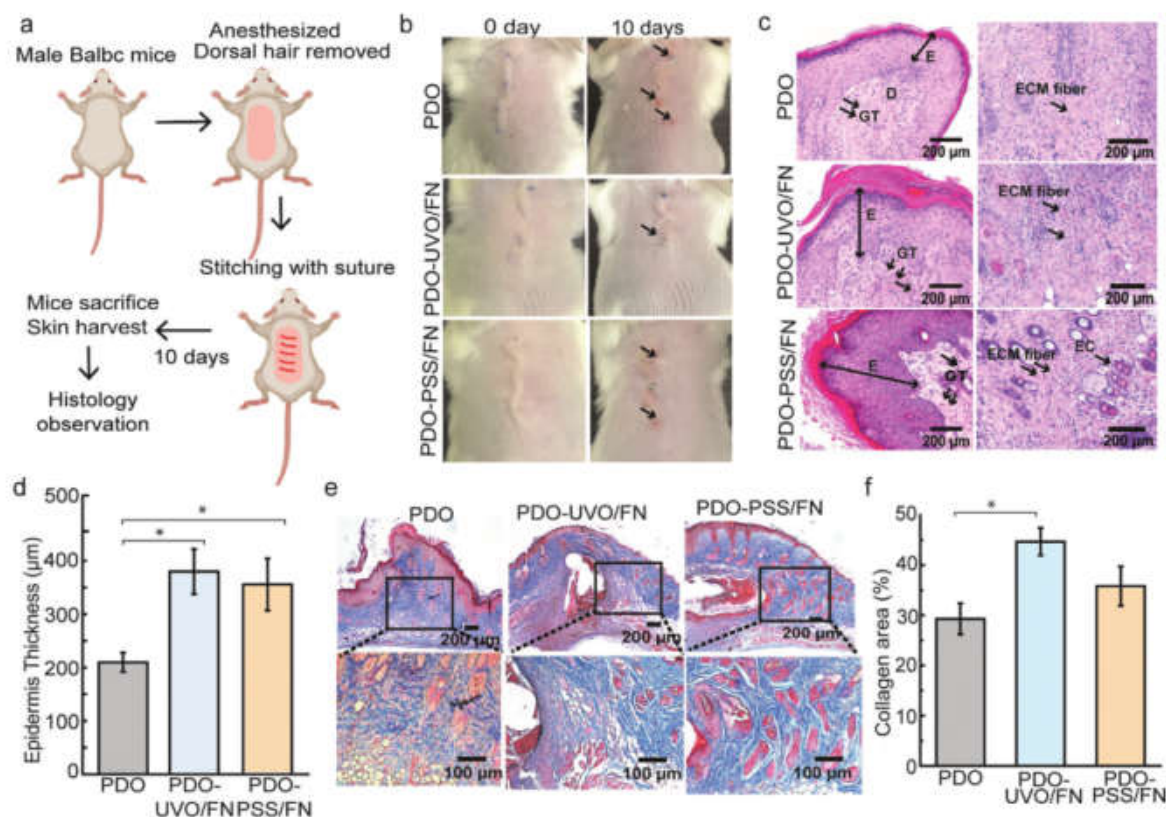 a
Male Balbc mice
Anesthesized
Dorsal hair removed
Stitching with suture
Mice sacrifice
Skin harvest
10 days
Histology
observation
b
0 day
10 days
PDO
PDO-UVO/FN
PDO-PSS/FN
c
PDO
E
D
GT
200 µm
ECM fiber
200 µm
PDO-UVO/FN
E
GT
200 µm
ECM fiber
200 µm
PDO-PSS/FN
E
GT
200 µm
ECM fiber
EC
200 µm
d
Epidermis Thickness (µm)
500
400
300
200
100
0
*
*
PDO
PDO-
UVO/FN
PDO-
PSS/FN
e
PDO
PDO-UVO/FN
PDO-PSS/FN
200 µm
200 µm
200 µm
100 µm
100 µm
100 µm
f
Collagen area (%)
50
40
30
20
10
0
*
PDO
PDO-
UVO/FN
PDO-
PSS/FN